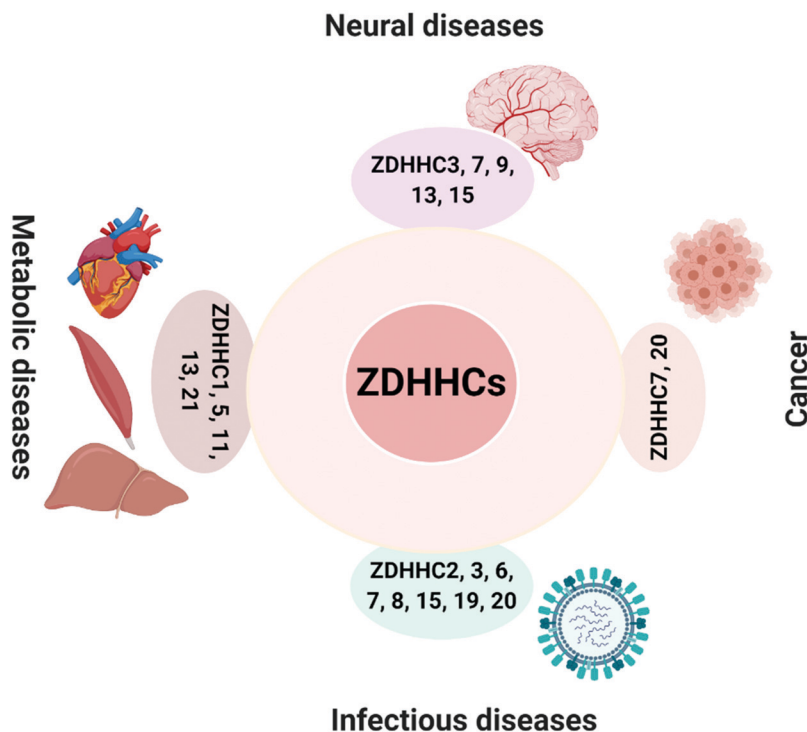 Neural diseases
ZDHHC3, 7, 9,
13, 15
Metabolic diseases
ZDHHC1, 5, 11,
13, 21
ZDHHCs
ZDHHC7, 20
Cancer
ZDHHC2, 3, 6,
7, 8, 15, 19, 20
Infectious diseases